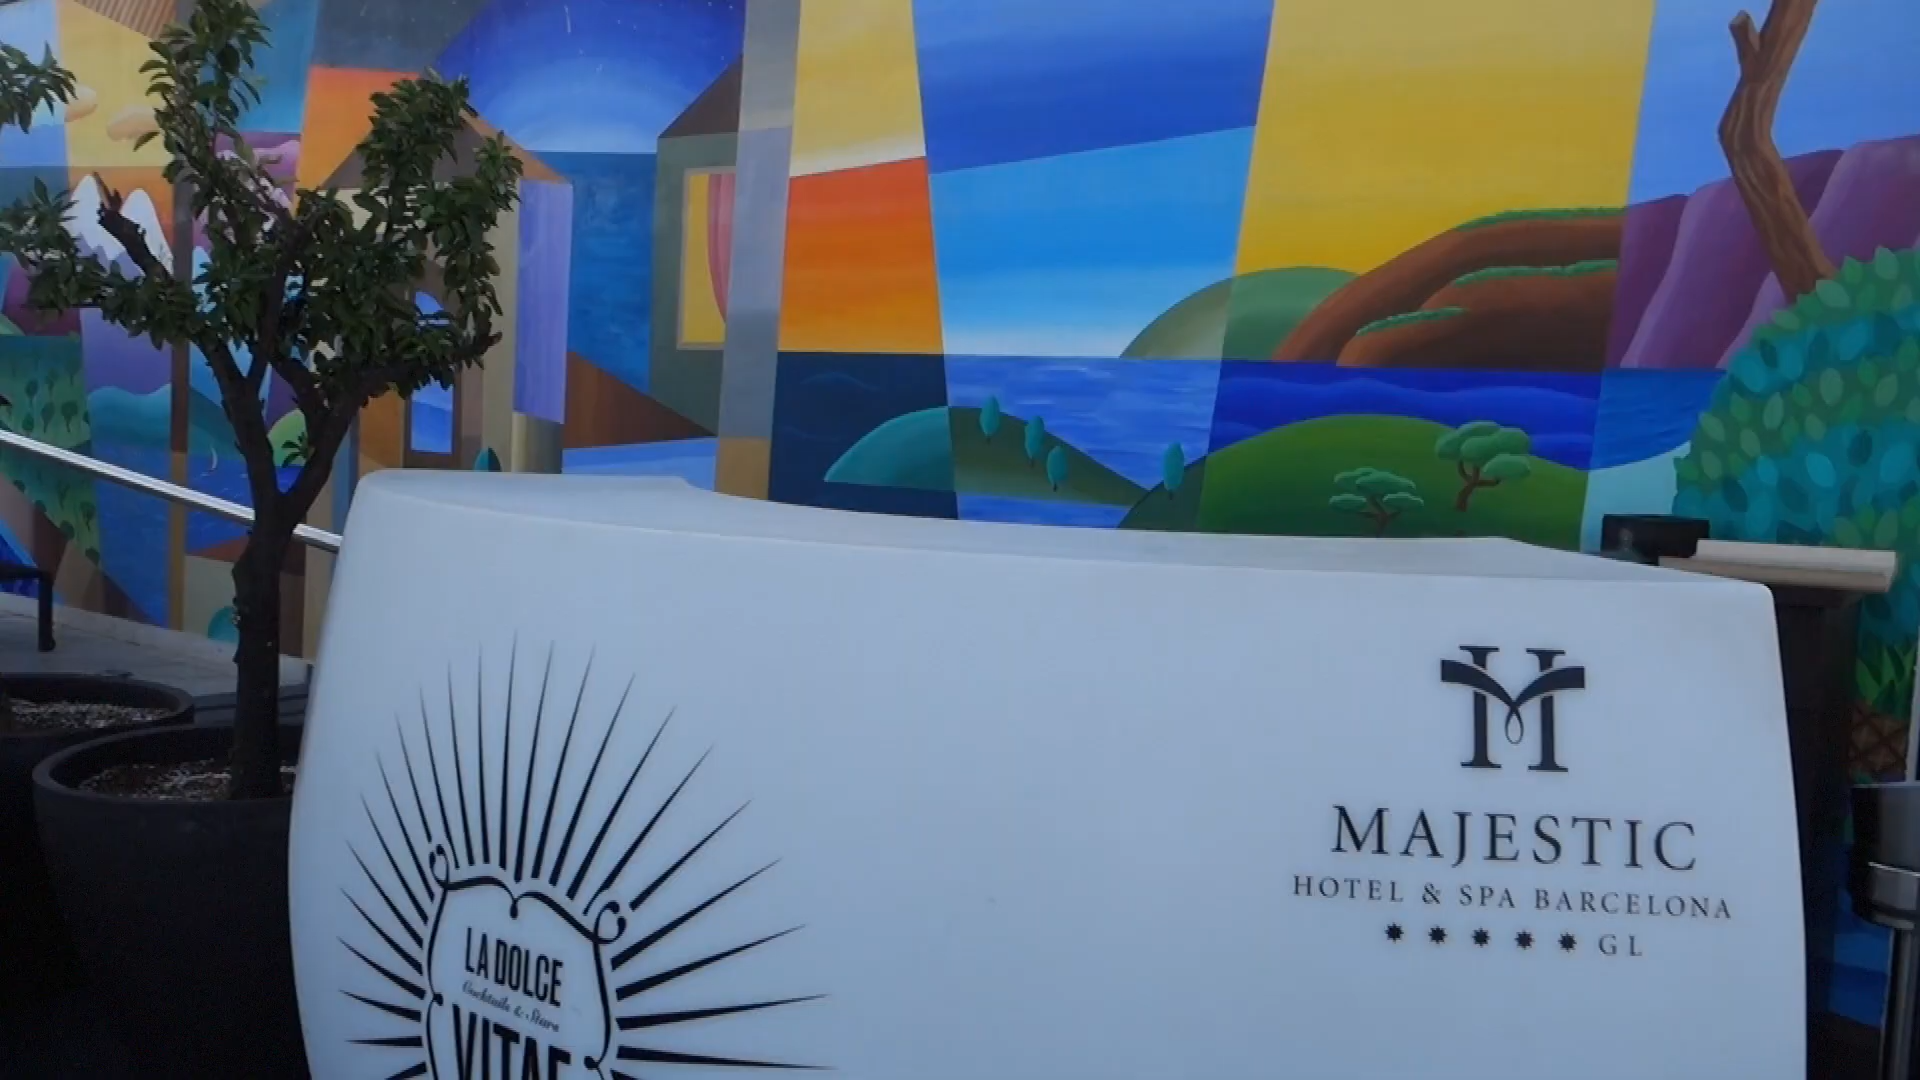 LA DOLCE
Cocktails & Stars
VITAE
MAJESTIC
HOTEL & SPA BARCELONA
GL